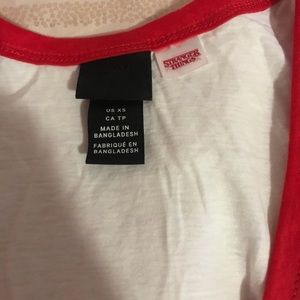 STRANGER
THINGS
US XS
CA TP
MADE IN
BANGLADESH
FABRIQUÉ EN
BANGLADESH